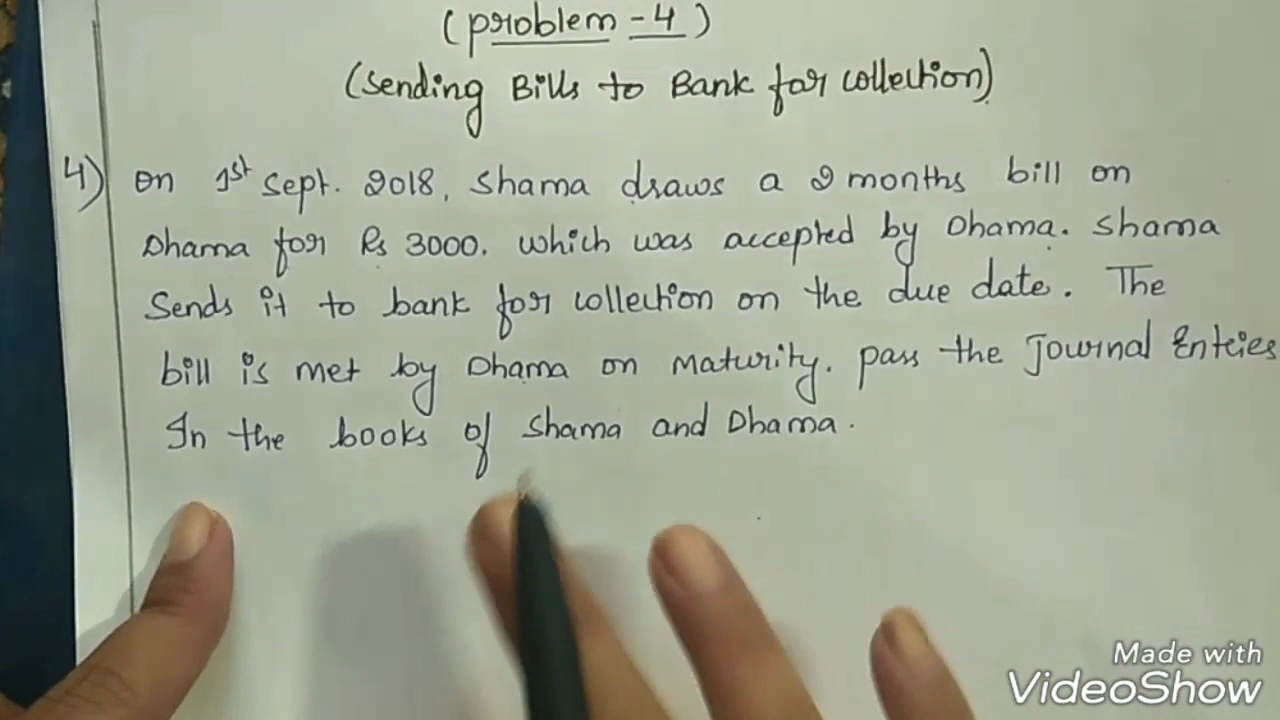 (problem - 4)
(Sending Bills to Bank for collection)
4) On 1st Sept. 2018, Shama draws a 2 months bill on
Dhama for Rs 3000. which was accepted by Dhama. Shama
Sends it to bank for collection on the due date. The
bill is met by Dhama on maturity. pass the Journal Enteies
In the books of Shama and Dhama.
Made with
VideoShow